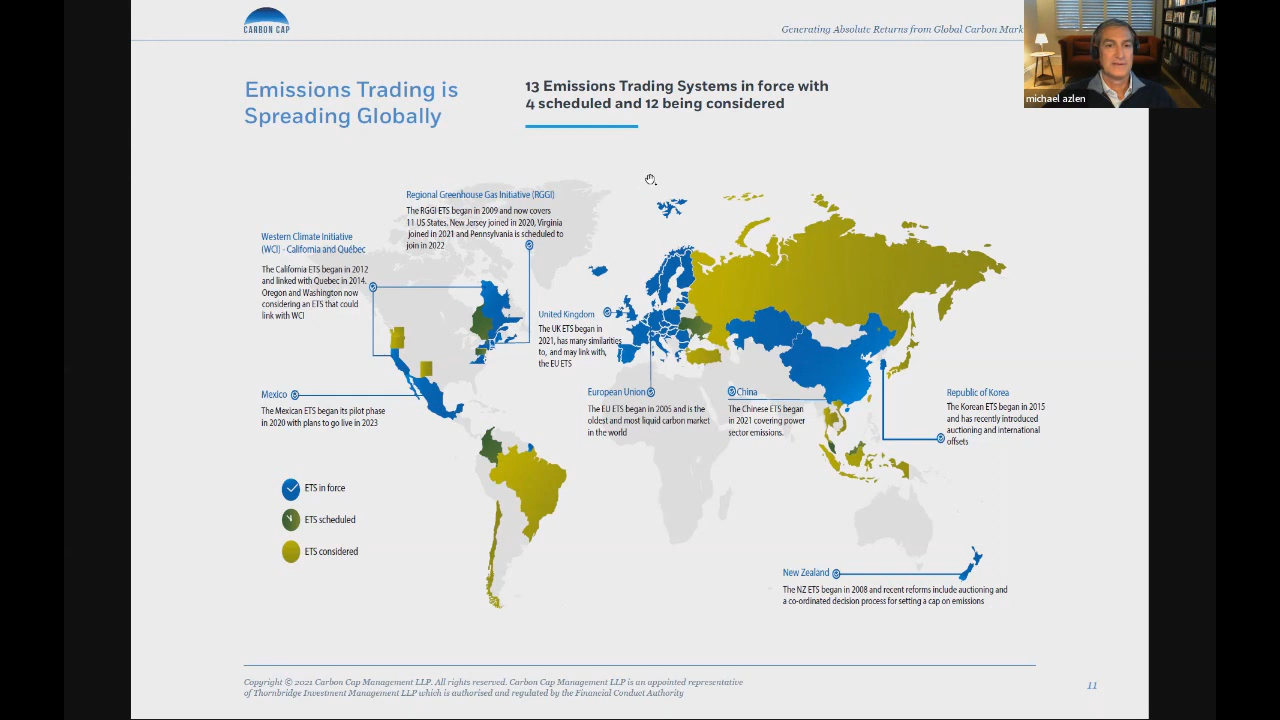 CARBON CAP
Generating Absolute Returns from Global Carbon Mark
michael azlen
Emissions Trading is
Spreading Globally
13 Emissions Trading Systems in force with
4 scheduled and 12 being considered
Regional Greenhouse Gas Initiative (RGGI)
The RGGI ETS began in 2009 and now covers
11 US States. New Jersey joined in 2020, Virginia
joined in 2021 and Pennsylvania is scheduled to
join in 2022
Western Climate Initiative
(WCI) - California and Québec
The California ETS began in 2012
and linked with Quebec in 2014.
Oregon and Washington now
considering an ETS that could
link with WCI
United Kingdom
The UK ETS began in
2021, has many similarities
to, and may link with,
the EU ETS
Mexico
The Mexican ETS began its pilot phase
in 2020 with plans to go live in 2023
European Union
The EU ETS began in 2005 and is the
oldest and most liquid carbon market
in the world
China
The Chinese ETS began
in 2021 covering power
sector emissions.
Republic of Korea
The Korean ETS began in 2015
and has recently introduced
auctioning and international
offsets
ETS in force
ETS scheduled
ETS considered
New Zealand
The NZ ETS began in 2008 and recent reforms include auctioning and
a co-ordinated decision process for setting a cap on emissions
Copyright © 2021 Carbon Cap Management LLP. All rights reserved. Carbon Cap Management LLP is an appointed representative
of Thornbridge Investment Management LLP which is authorised and regulated by the Financial Conduct Authority
11